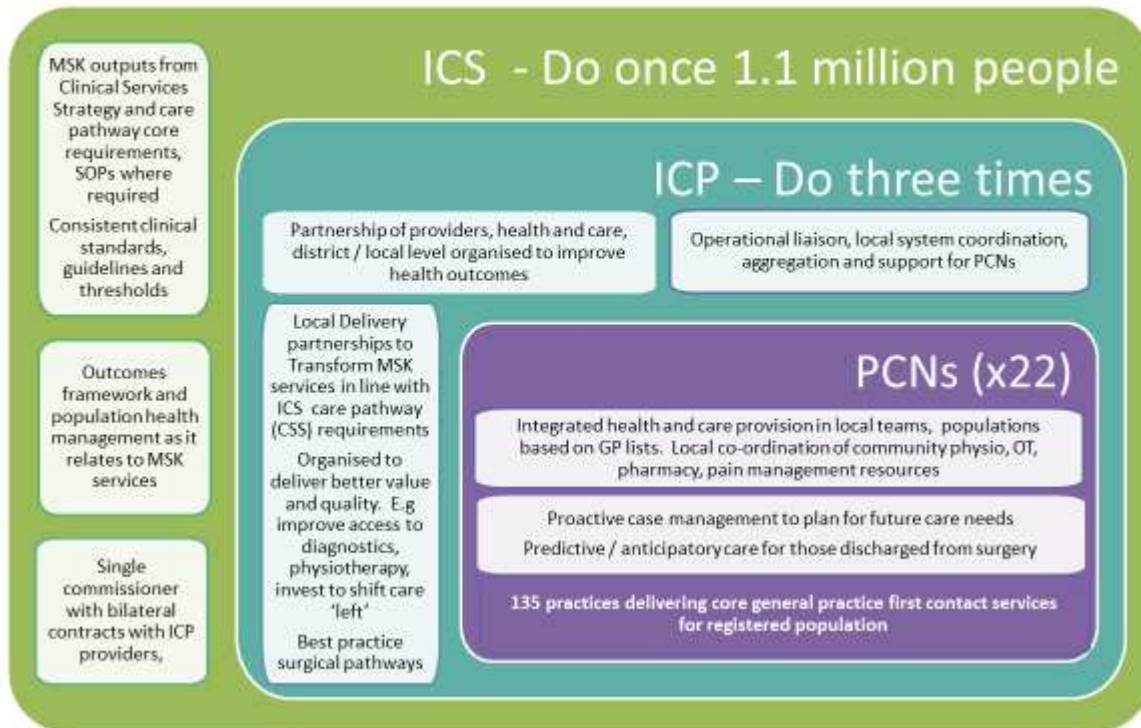 ICS - Do once 1.1 million people
MSK outputs from
Clinical Services
Strategy and care
pathway core
requirements,
SOPs where
required
Consistent clinical
standards,
guidelines and
thresholds
Outcomes
framework and
population health
management as it
relates to MSK
services
Single
commissioner
with bilateral
contracts with ICP
providers,
ICP – Do three times
Partnership of providers, health and care,
district / local level organised to improve
health outcomes
Operational liaison, local system coordination,
aggregation and support for PCNs
Local Delivery
partnerships to
Transform MSK
services in line with
ICS care pathway
(CSS) requirements
Organised to
deliver better value
and quality. E.g
improve access to
diagnostics,
physiotherapy,
invest to shift care
'left'
Best practice
surgical pathways
PCNs (x22)
Integrated health and care provision in local teams, populations
based on GP lists. Local co-ordination of community physio, OT,
pharmacy, pain management resources
Proactive case management to plan for future care needs
Predictive / anticipatory care for those discharged from surgery
135 practices delivering core general practice first contact services
for registered population